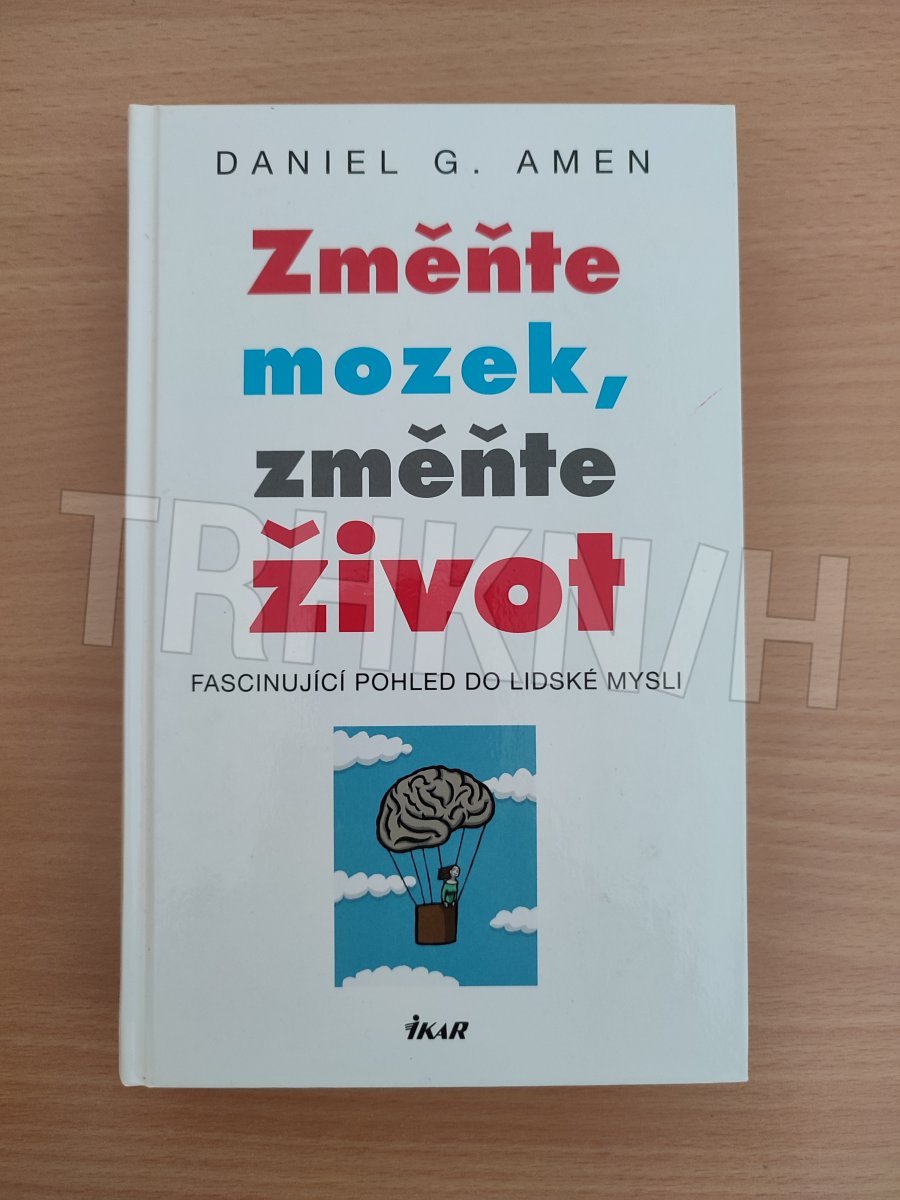 DANIEL G. AMEN
Změňte
mozek,
změňte
život
TRHKNIH
FASCINUJÍCÍ POHLED DO LIDSKÉ MYSLI
IKAR